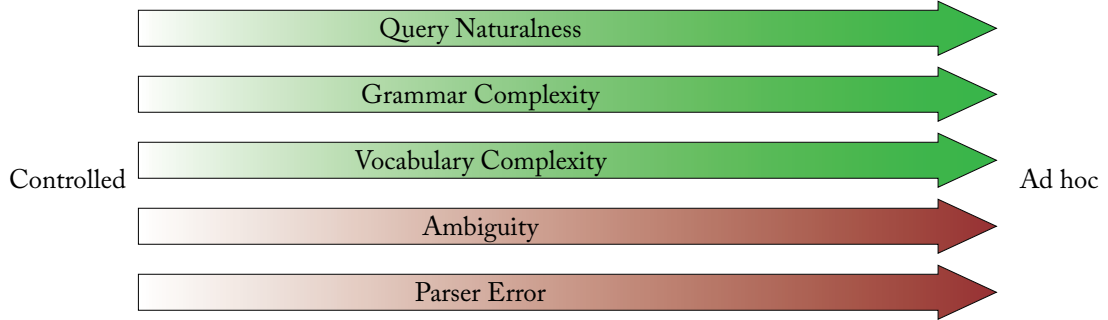 Query Naturalness
Grammar Complexity
Vocabulary Complexity
Controlled
Ad hoc
Ambiguity
Parser Error